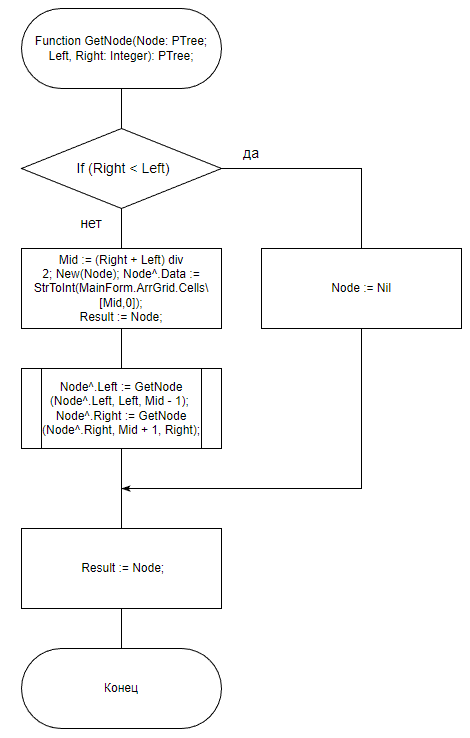 Function GetNode(Node: PTree;
Left, Right: Integer): PTree;
If (Right < Left)
да
нет
Mid := (Right + Left) div
2; New(Node); Node^.Data :=
StrToInt(MainForm.ArrGrid.Cells\
[Mid,0]);
Result := Node;
Node := Nil
Node^.Left := GetNode
(Node^.Left, Left, Mid - 1);
Node^.Right := GetNode
(Node^.Right, Mid + 1, Right);
Result := Node;
Конец